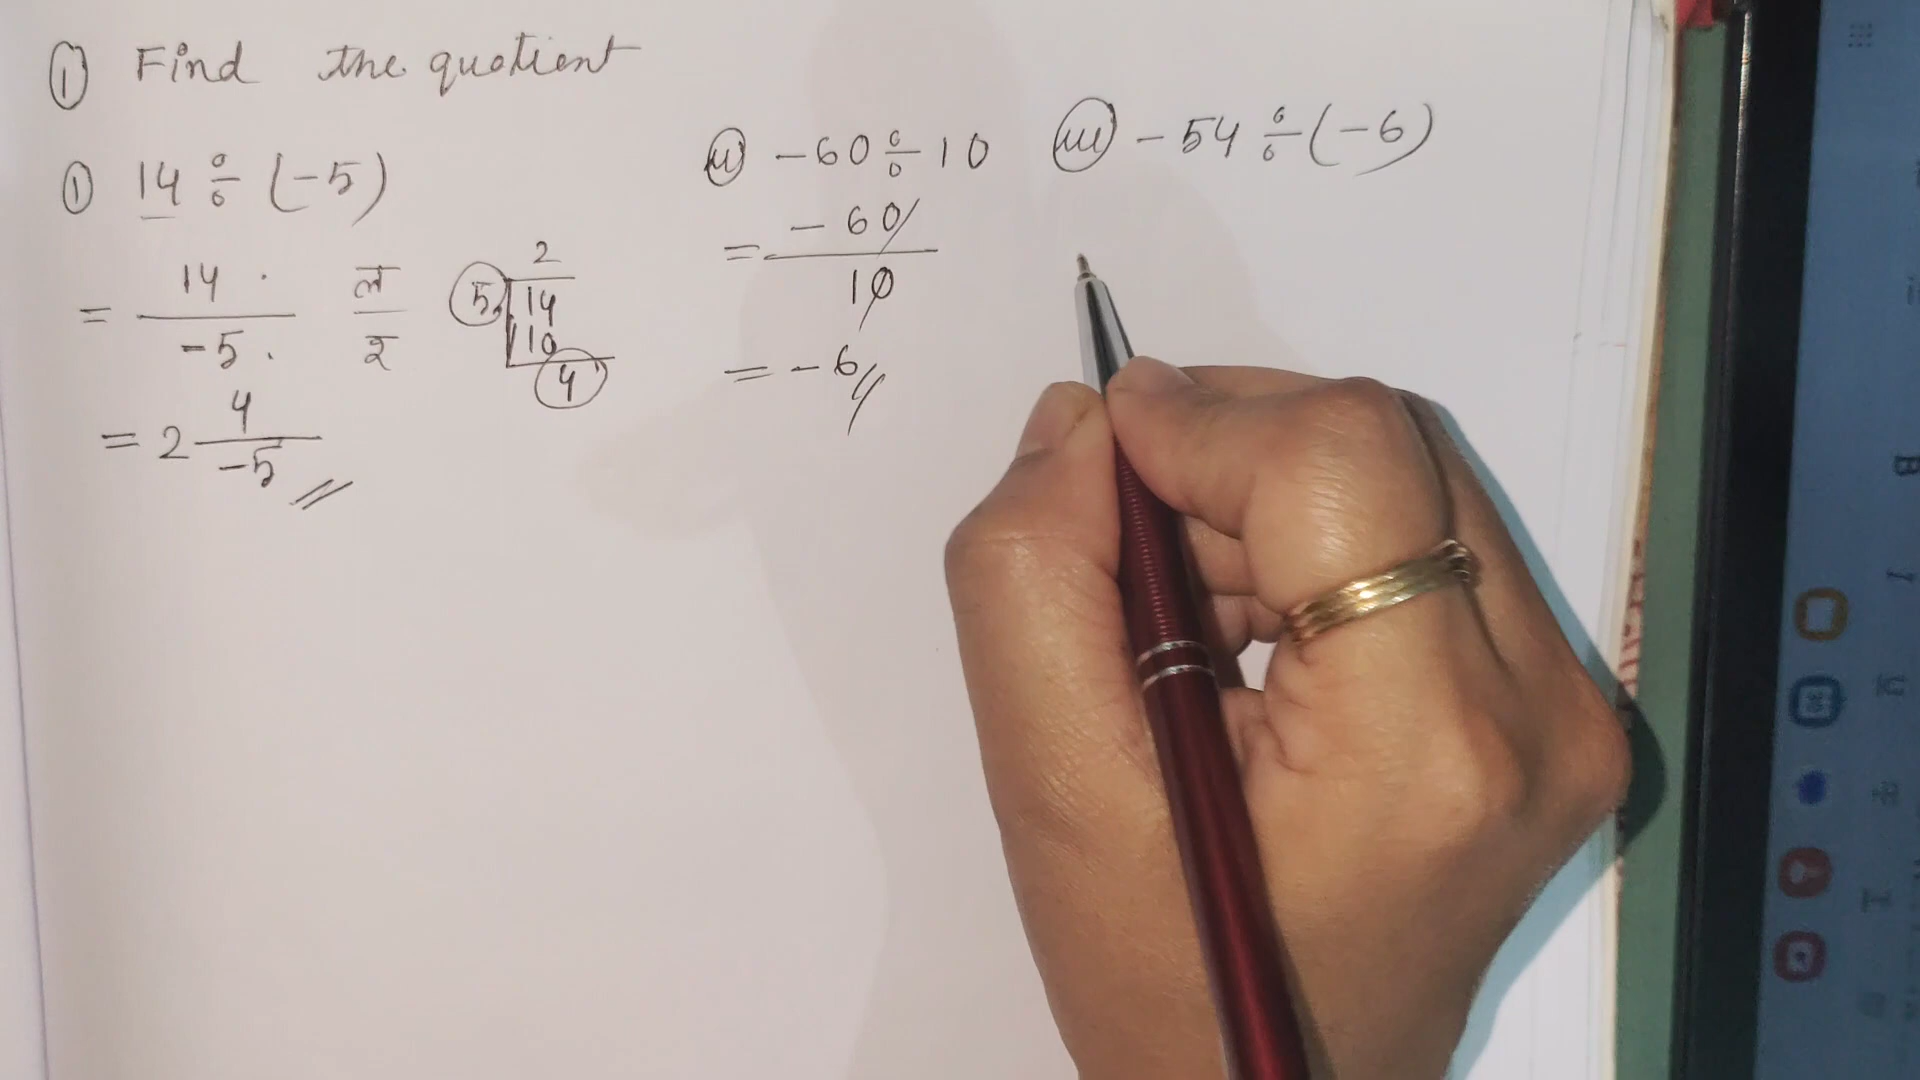 ① Find the quotient
① 14 ÷ (-5)
= 14 / -5
ल / र
2
5 14
10
4
= 2 4/-5
(ii) -60 ÷ 10
= -60 / 10
= -6
(iii) -54 ÷ (-6)
B